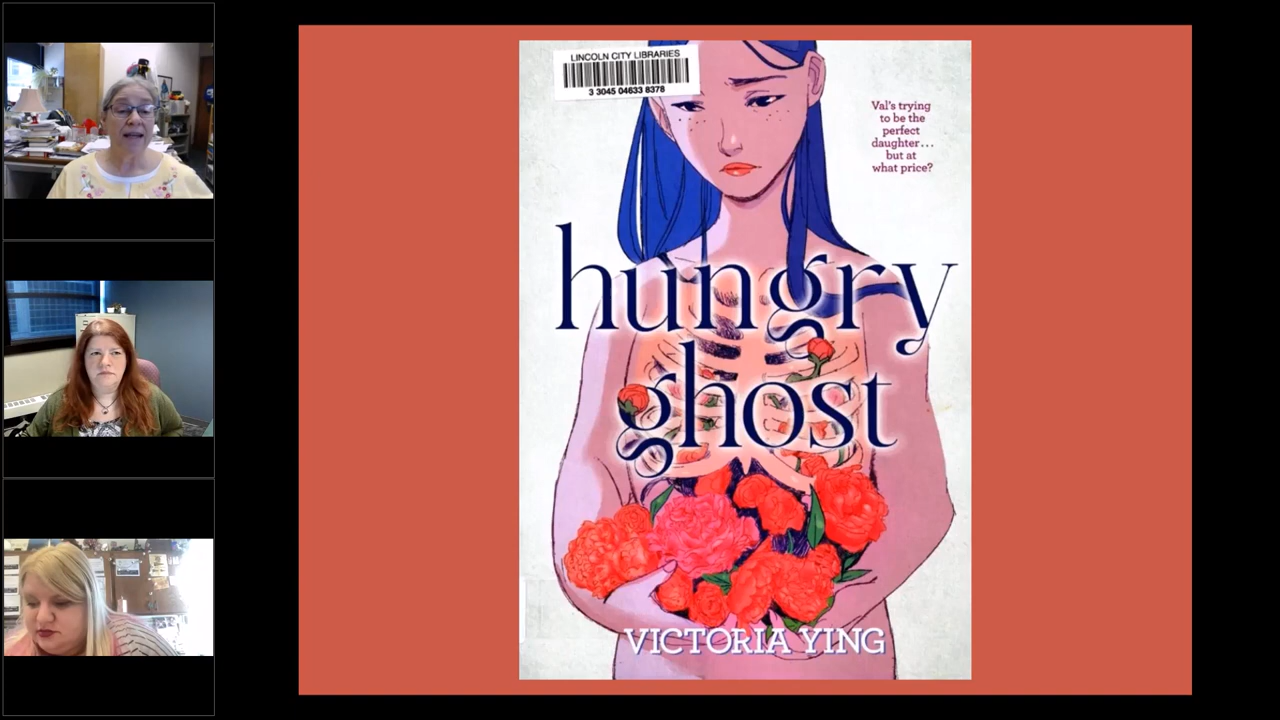 LINCOLN CITY LIBRARIES
3 3045 04633 8378
Val's trying
to be the
perfect
daughter...
but at
what price?
hungry
ghost
VICTORIA YING